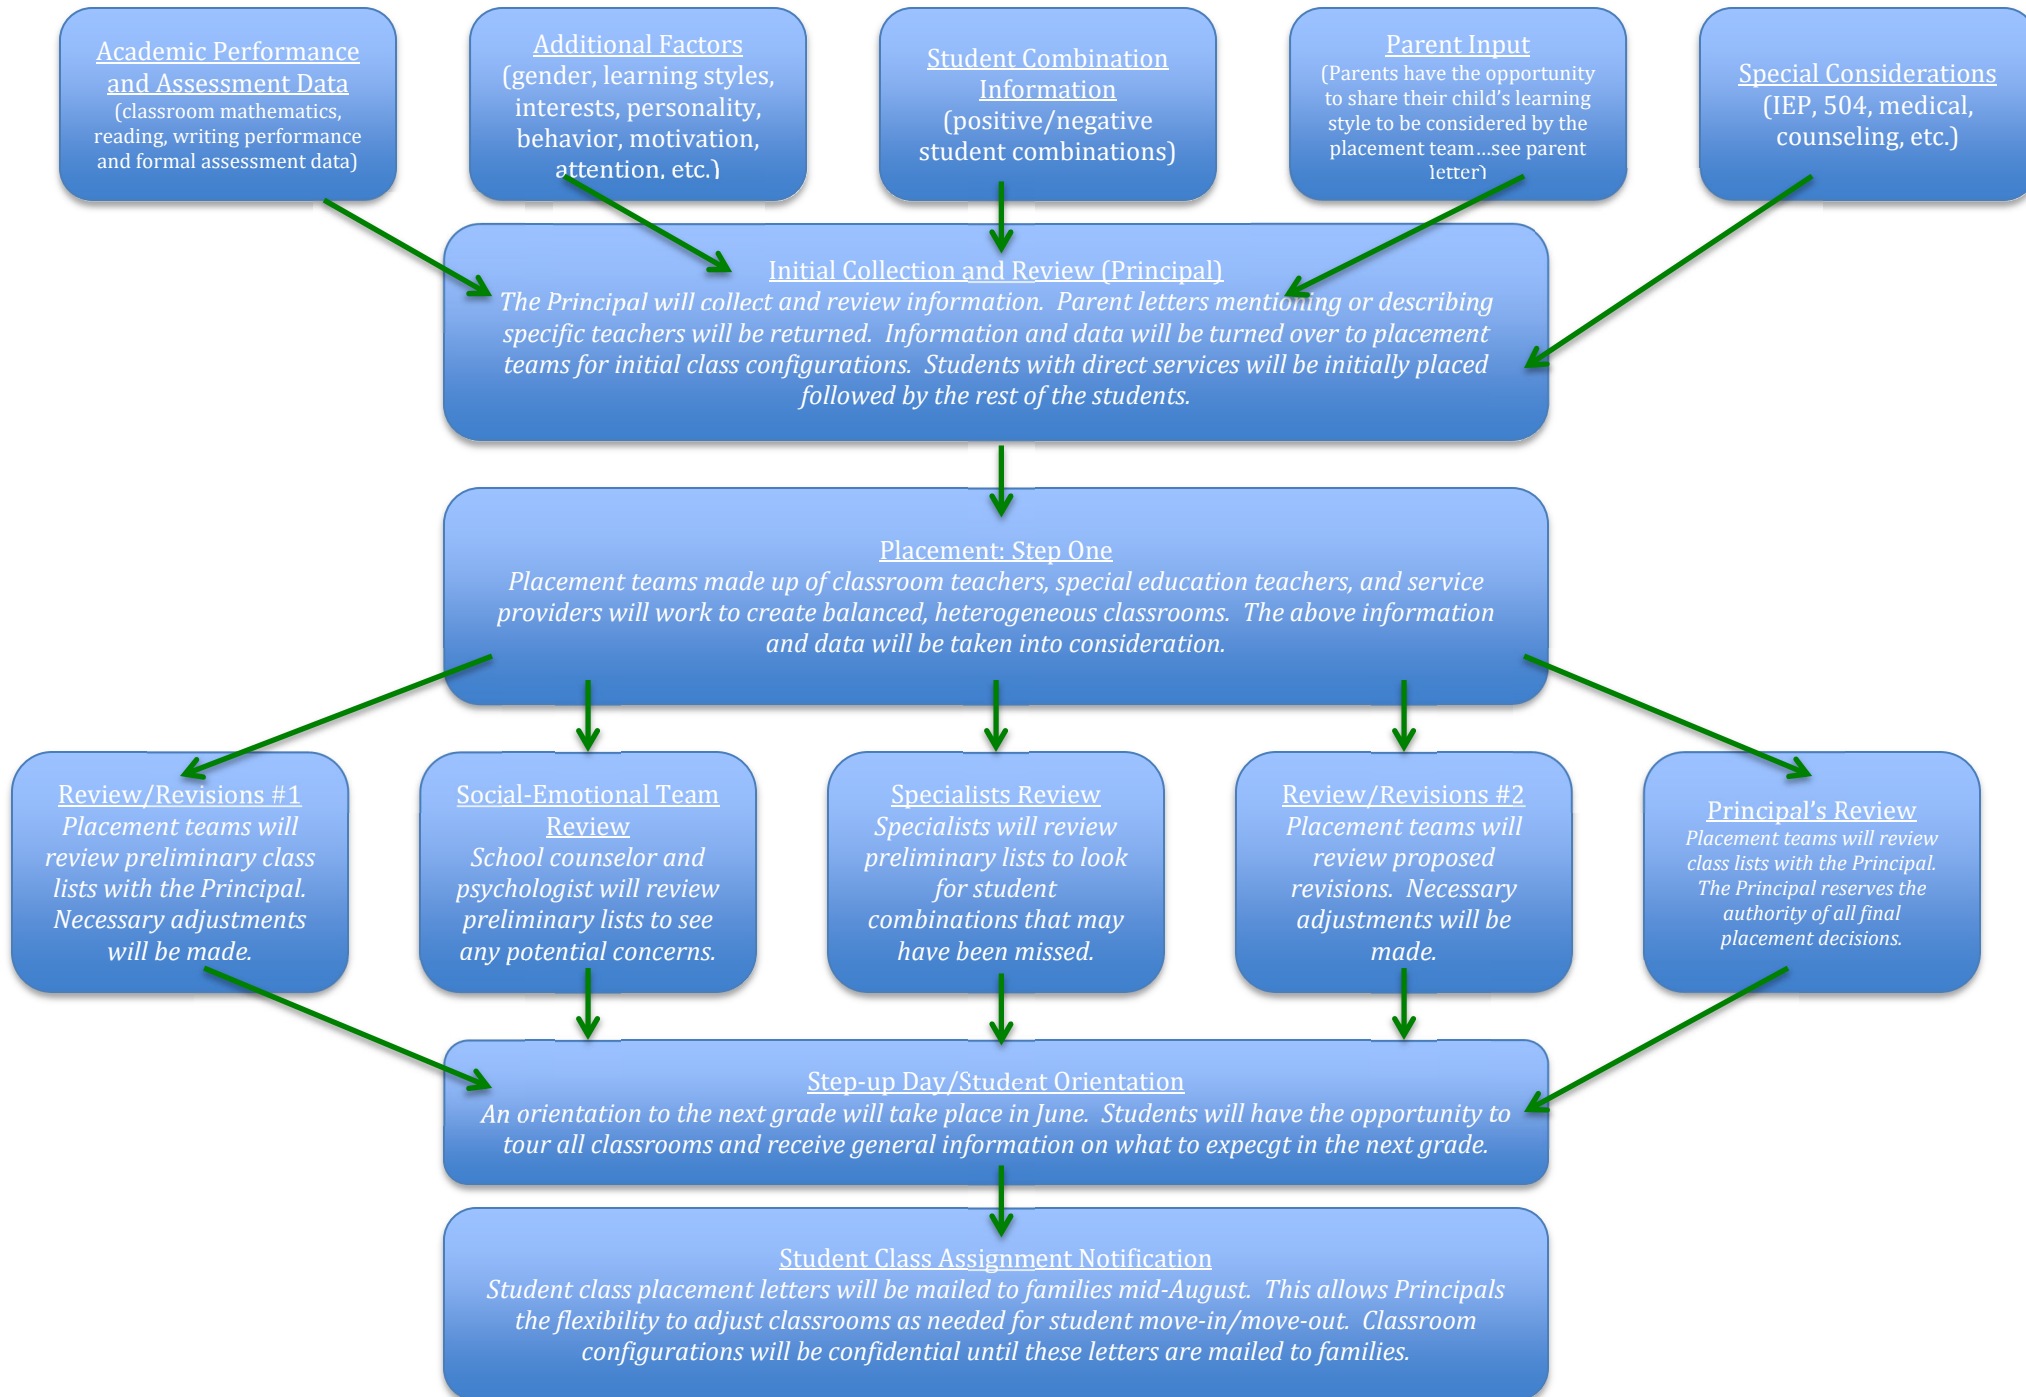 Academic Performance
and Assessment Data
(classroom mathematics,
reading, writing performance
and formal assessment data)
Additional Factors
(gender, learning styles,
interests, personality,
behavior, motivation,
attention, etc.)
Student Combination
Information
(positive/negative
student combinations)
Parent Input
(Parents have the opportunity
to share their child’s learning
style to be considered by the
placement team…see parent
letter)
Special Considerations
(IEP, 504, medical,
counseling, etc.)
Initial Collection and Review (Principal)
The Principal will collect and review information.  Parent letters mentioning or describing
specific teachers will be returned.  Information and data will be turned over to placement
teams for initial class configurations.  Students with direct services will be initially placed
followed by the rest of the students.
Placement: Step One
Placement teams made up of classroom teachers, special education teachers, and service
providers will work to create balanced, heterogeneous classrooms.  The above information
and data will be taken into consideration.
Review/Revisions #1
Placement teams will
review preliminary class
lists with the Principal.
Necessary adjustments
will be made.
Social-Emotional Team
Review
School counselor and
psychologist will review
preliminary lists to see
any potential concerns.
Specialists Review
Specialists will review
preliminary lists to look
for student
combinations that may
have been missed.
Review/Revisions #2
Placement teams will
review proposed
revisions.  Necessary
adjustments will be
made.
Principal’s Review
Placement teams will review
class lists with the Principal.
The Principal reserves the
authority of all final
placement decisions.
Step-up Day/Student Orientation
An orientation to the next grade will take place in June.  Students will have the opportunity to
tour all classrooms and receive general information on what to expecgt in the next grade.
Student Class Assignment Notification
Student class placement letters will be mailed to families mid-August.  This allows Principals
the flexibility to adjust classrooms as needed for student move-in/move-out.  Classroom
configurations will be confidential until these letters are mailed to families.